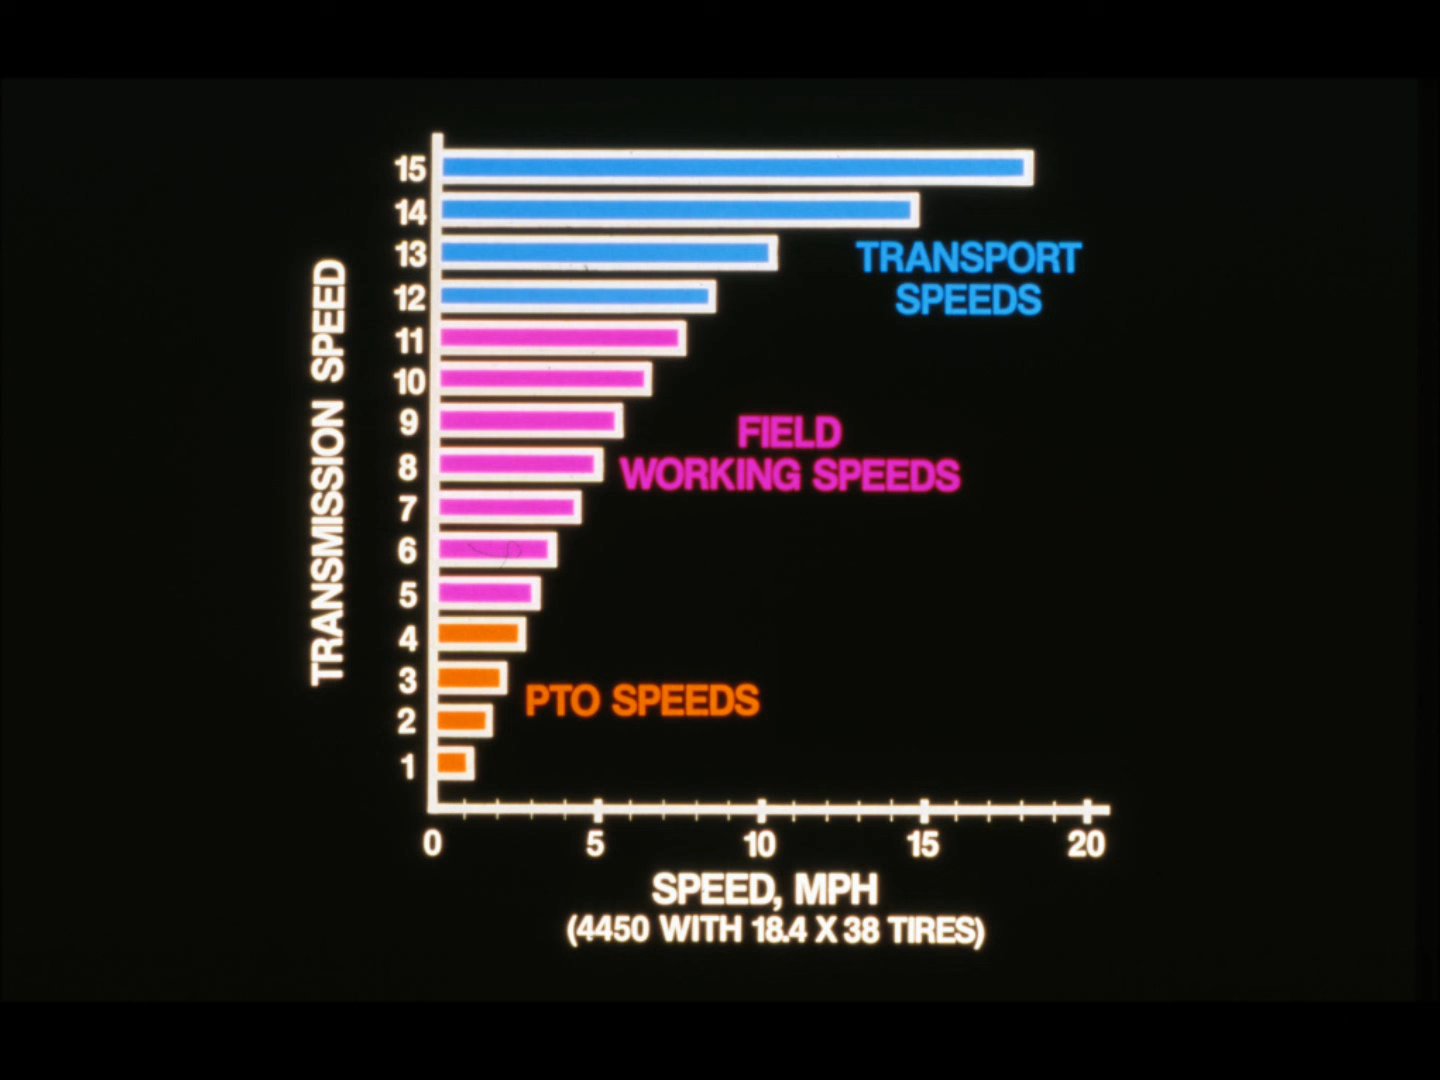 TRANSMISSION SPEED
15
14
13
12
11
10
9
8
7
6
5
4
3
2
1
TRANSPORT
SPEEDS
FIELD
WORKING SPEEDS
PTO SPEEDS
0 5 10 15 20
SPEED, MPH
(4450 WITH 18.4 X 38 TIRES)